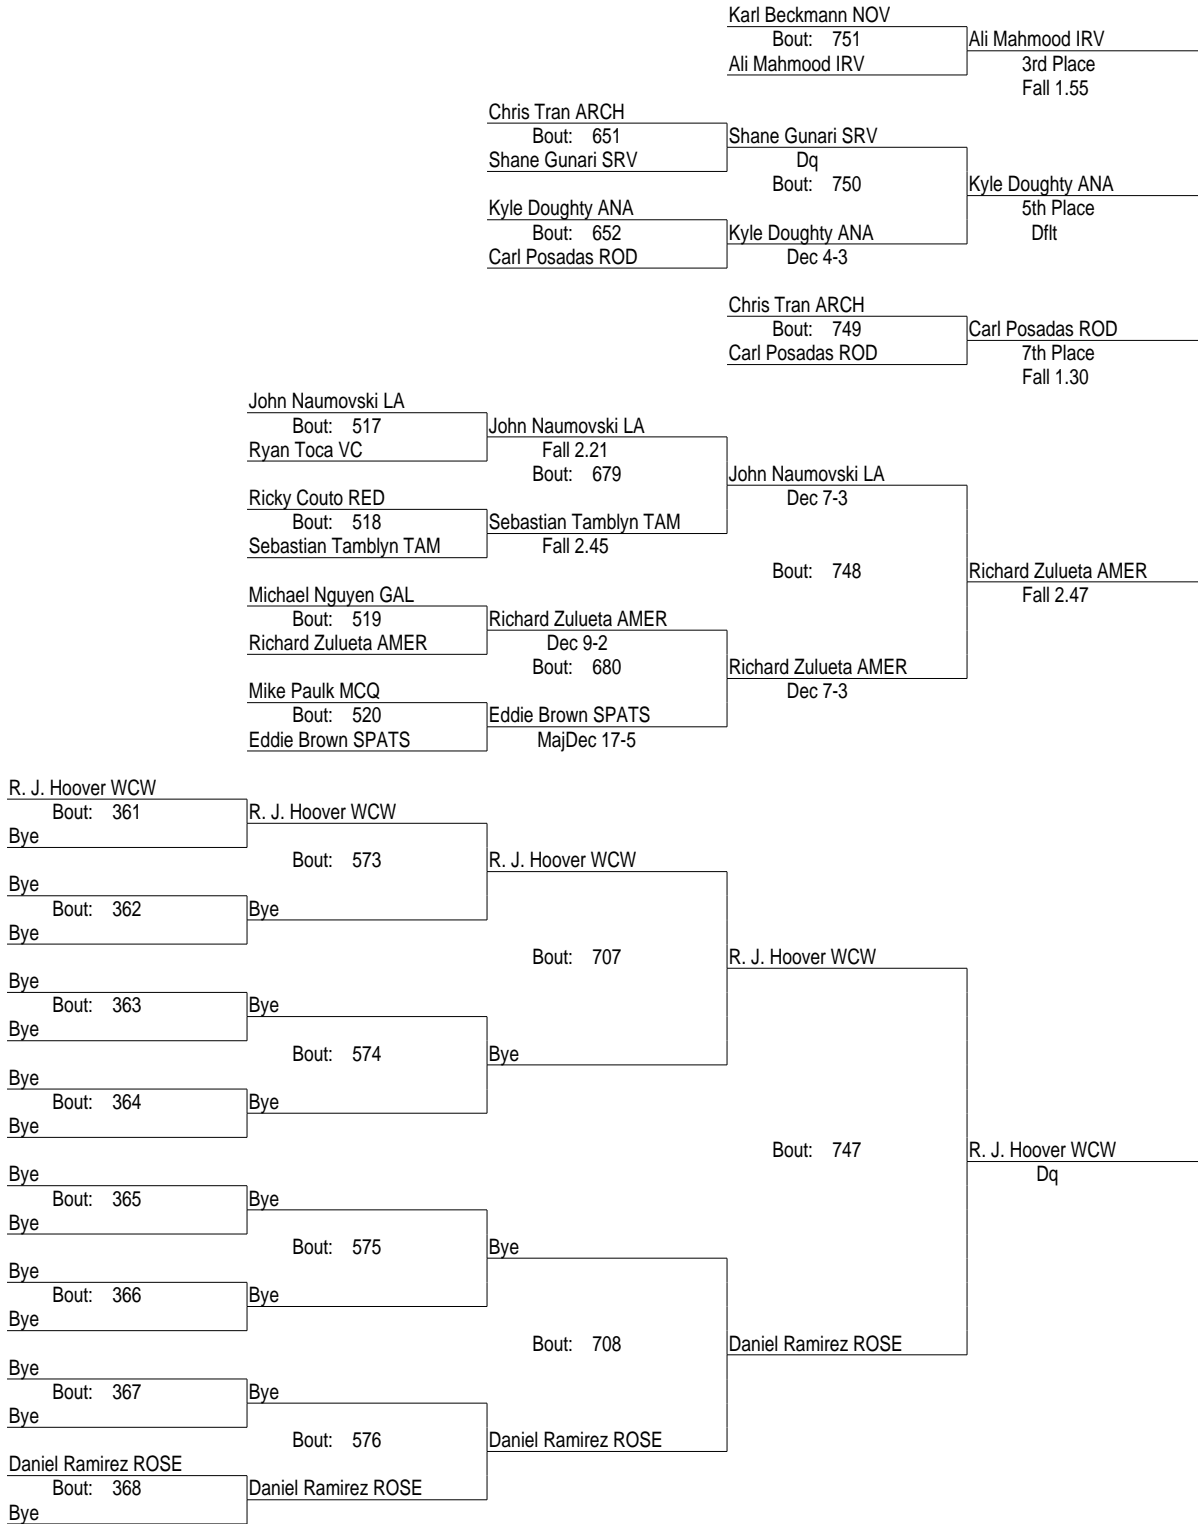 Karl Beckmann NOV
Bout: 751
Ali Mahmood IRV
Ali Mahmood IRV
3rd Place
Fall 1.55
Chris Tran ARCH
Bout: 651
Shane Gunari SRV
Shane Gunari SRV
Dq
Bout: 750
Kyle Doughty ANA
5th Place
Dflt
Kyle Doughty ANA
Bout: 652
Carl Posadas ROD
Kyle Doughty ANA
Dec 4-3
Chris Tran ARCH
Bout: 749
Carl Posadas ROD
Carl Posadas ROD
7th Place
Fall 1.30
John Naumovski LA
Bout: 517
Ryan Toca VC
John Naumovski LA
Fall 2.21
Bout: 679
John Naumovski LA
Dec 7-3
Ricky Couto RED
Bout: 518
Sebastian Tamblyn TAM
Sebastian Tamblyn TAM
Fall 2.45
Bout: 748
Richard Zulueta AMER
Fall 2.47
Michael Nguyen GAL
Bout: 519
Richard Zulueta AMER
Richard Zulueta AMER
Dec 9-2
Bout: 680
Richard Zulueta AMER
Dec 7-3
Mike Paulk MCQ
Bout: 520
Eddie Brown SPATS
Eddie Brown SPATS
MajDec 17-5
R. J. Hoover WCW
Bout: 361
Bye
R. J. Hoover WCW
Bout: 573
R. J. Hoover WCW
Bye
Bout: 362
Bye
Bye
Bout: 707
R. J. Hoover WCW
Bye
Bout: 363
Bye
Bye
Bout: 574
Bye
Bye
Bout: 364
Bye
Bye
Bout: 747
R. J. Hoover WCW
Dq
Bye
Bout: 365
Bye
Bye
Bout: 575
Bye
Bye
Bout: 366
Bye
Bye
Bout: 708
Daniel Ramirez ROSE
Bye
Bout: 367
Bye
Bye
Bout: 576
Daniel Ramirez ROSE
Daniel Ramirez ROSE
Bout: 368
Bye
Daniel Ramirez ROSE